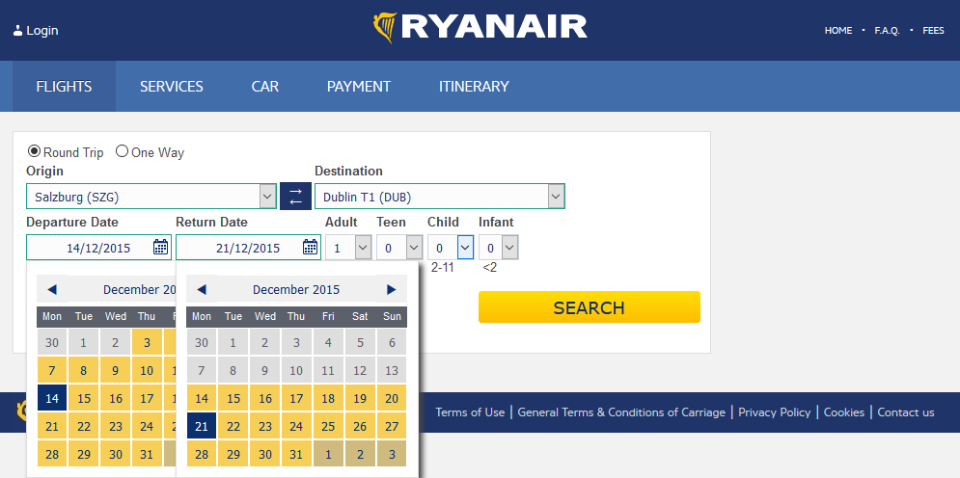 Login
RYANAIR
HOME • F.A.Q. • FEES
FLIGHTS SERVICES CAR PAYMENT ITINERARY
Round Trip One Way
Origin Destination
Salzburg (SZG) Dublin T1 (DUB)
Departure Date Return Date Adult Teen Child Infant
14/12/2015 21/12/2015 1 0 0 0
2-11 <2
December 20
Mon Tue Wed Thu
30 1 2 3
7 8 9 10
14 15 16 17
21 22 23 24
28 29 30 31
December 2015
Mon Tue Wed Thu Fri Sat Sun
30 1 2 3 4 5 6
7 8 9 10 11 12 13
14 15 16 17 18 19 20
21 22 23 24 25 26 27
28 29 30 31 1 2 3
SEARCH
Terms of Use | General Terms & Conditions of Carriage | Privacy Policy | Cookies | Contact us